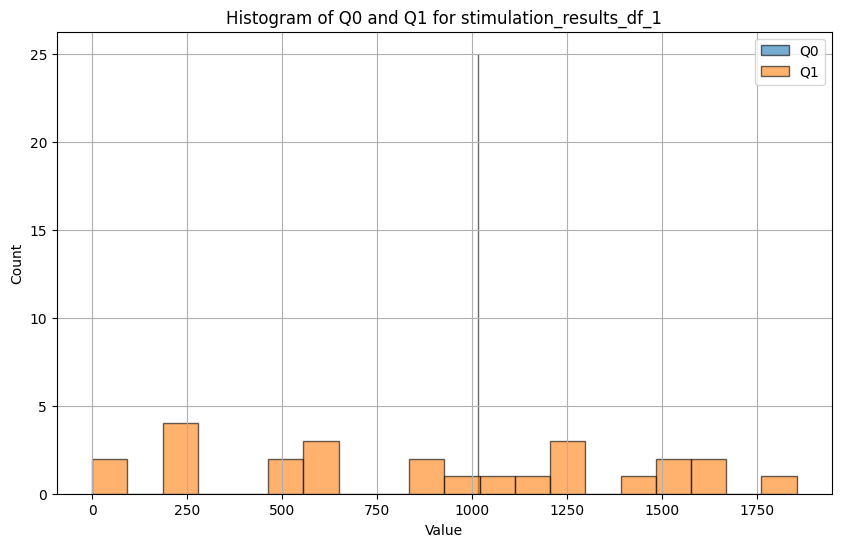 Histogram of Q0 and Q1 for stimulation_results_df_1
Q0
Q1
25
20
15
10
5
0
Count
0 250 500 750 1000 1250 1500 1750
Value